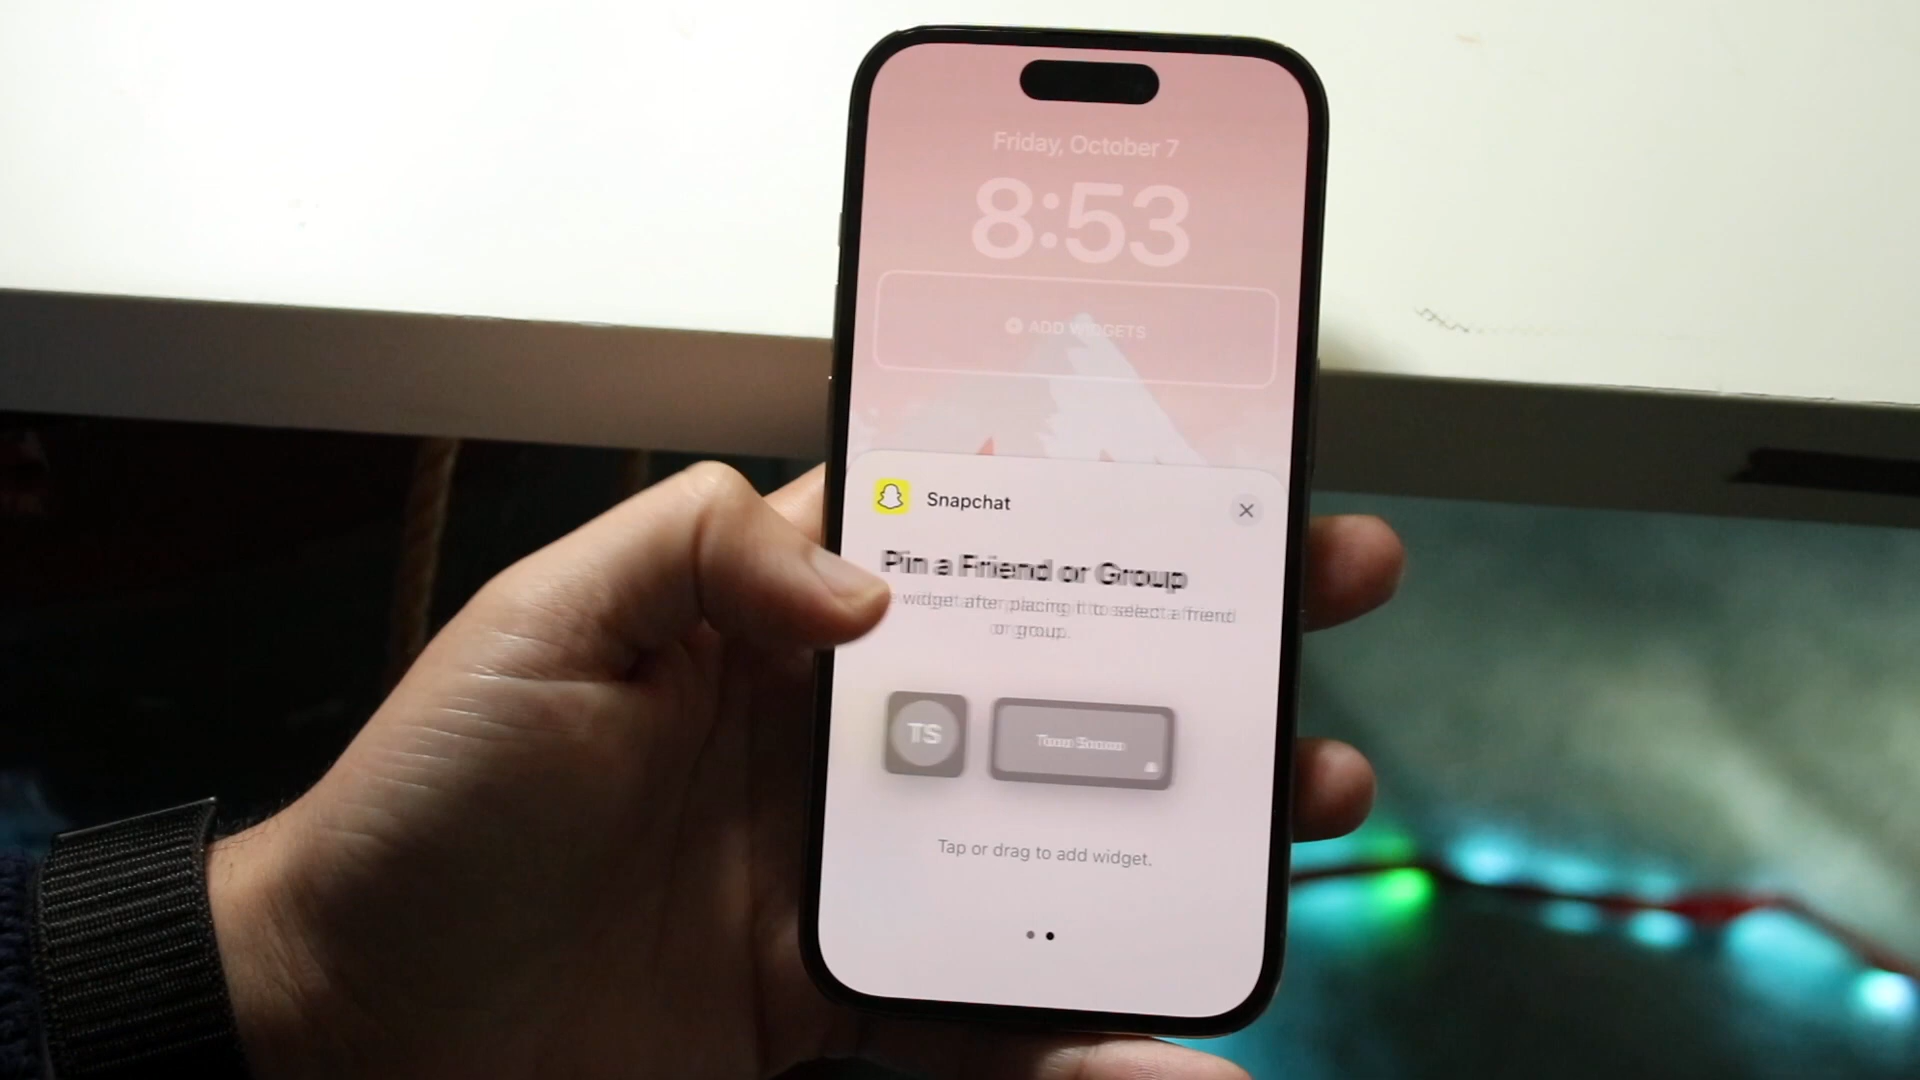 Friday, October 7
8:53
ADD WIDGETS
Snapchat
Pin a Friend or Group
widget after placing it to select a friend
or group.
TS
Tap or drag to add widget.